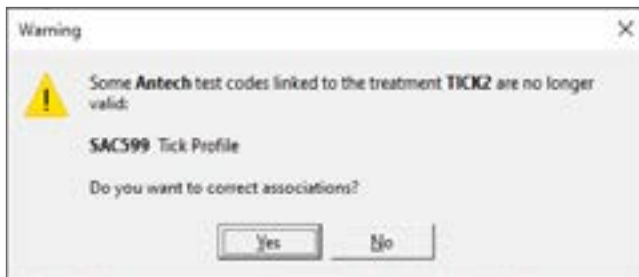 Warning
Some Antech test codes linked to the treatment TICK2 are no longer
valid:
SAC599 Tick Profile
Do you want to correct associations?
Yes
No